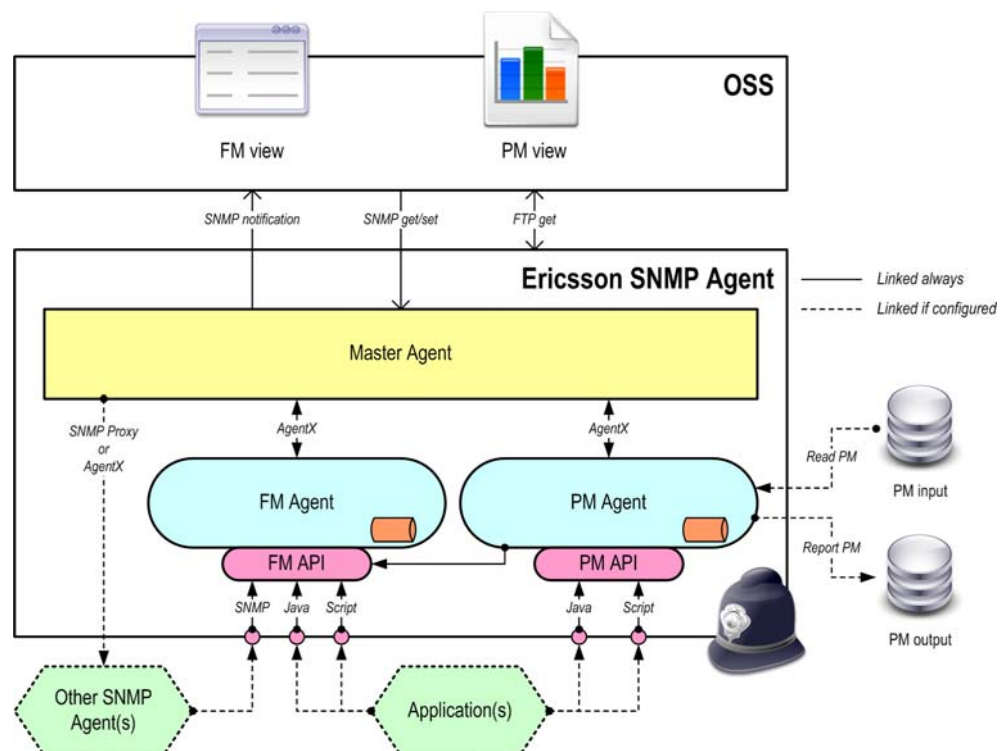 OSS
FM view
PM view
SNMP notification
SNMP get/set
FTP get
Ericsson SNMP Agent
Linked always
Linked if configured
Master Agent
SNMP Proxy
or
AgentX
AgentX
AgentX
Read PM
PM input
FM Agent
PM Agent
Report PM
FM API
PM API
SNMP
Java
Script
Java
Script
PM output
Other SNMP
Agent(s)
Application(s)